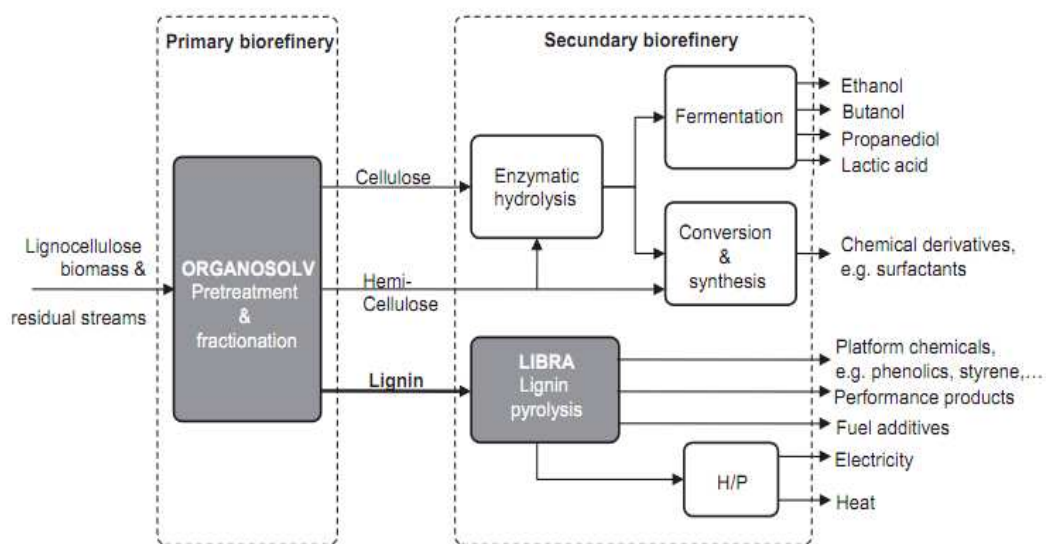 Primary biorefinery
Secundary biorefinery
Lignocellulose
biomass &
residual streams
ORGANOSOLV
Pretreatment
&
fractionation
Cellulose
Hemi-
Cellulose
Lignin
Enzymatic
hydrolysis
Fermentation
Ethanol
Butanol
Propanediol
Lactic acid
Conversion
&
synthesis
Chemical derivatives,
e.g. surfactants
LIBRA
Lignin
pyrolysis
Platform chemicals,
e.g. phenolics, styrene,...
Performance products
Fuel additives
H/P
Electricity
Heat